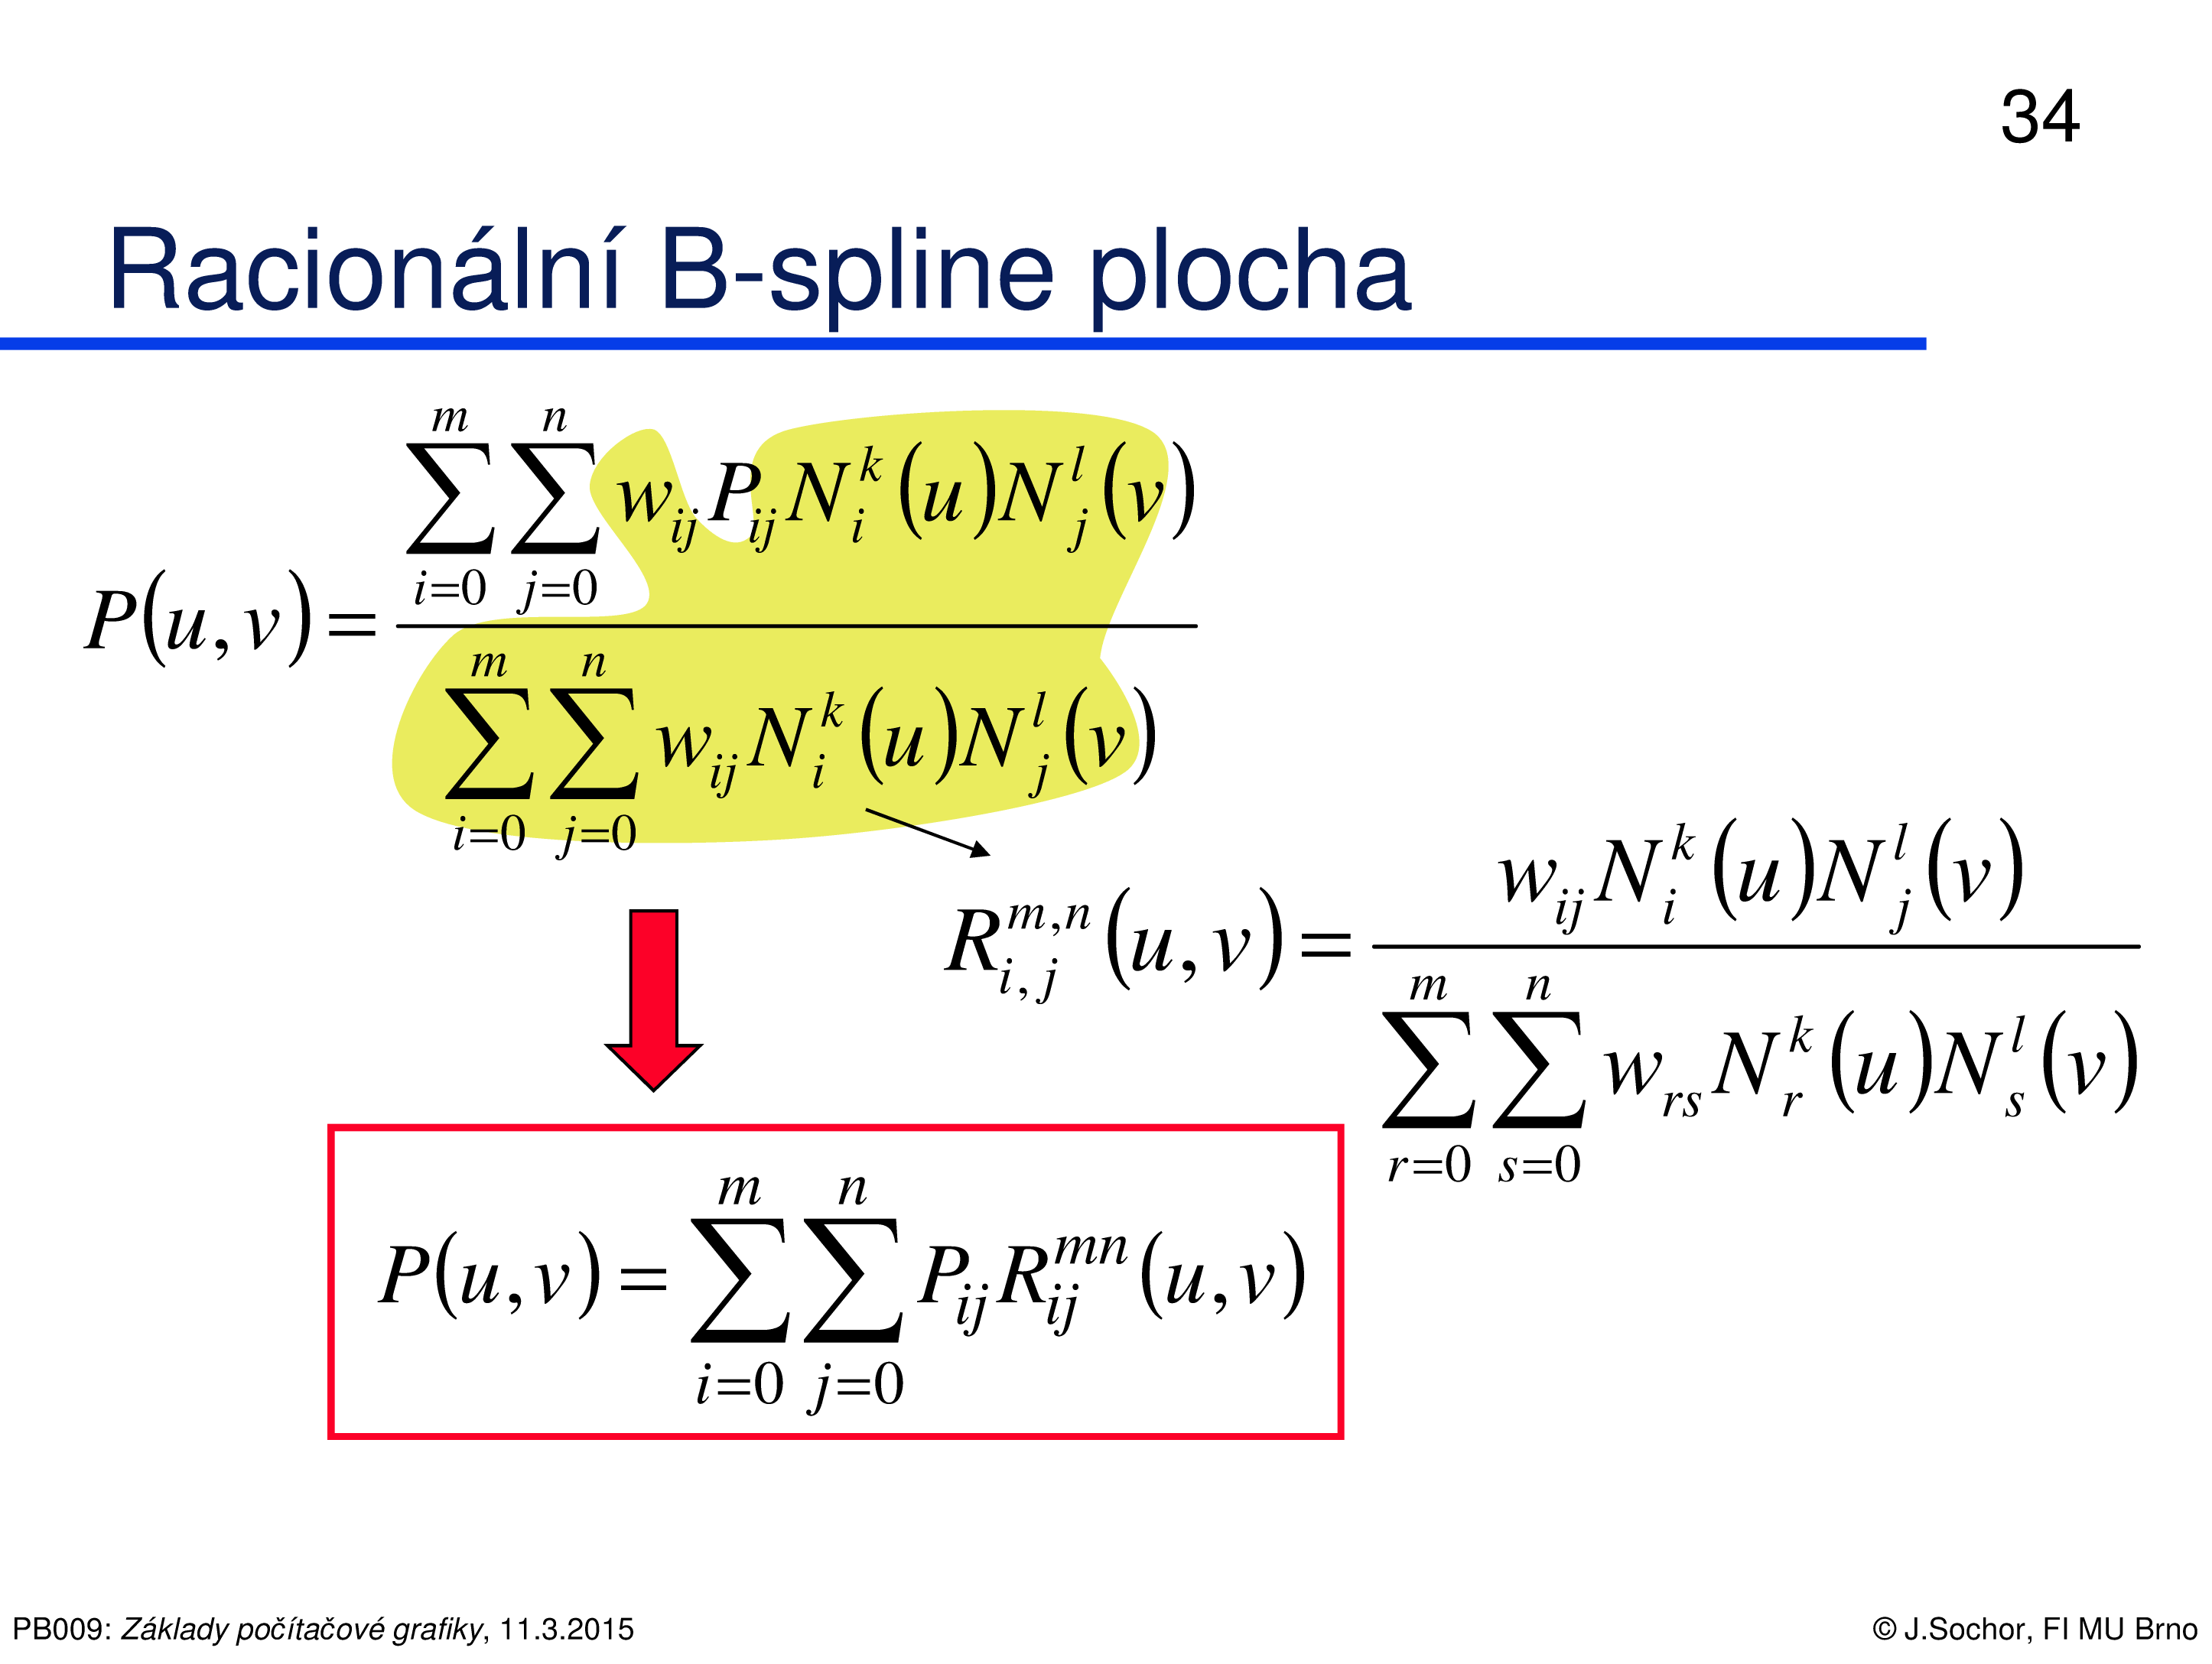 34
Racionální B-spline plocha
$P(u,v)=\frac{\sum_{i=0}^{m}\sum_{j=0}^{n}w_{ij}P_{ij}N_i^k(u)N_j^l(v)}{\sum_{i=0}^{m}\sum_{j=0}^{n}w_{ij}N_i^k(u)N_j^l(v)}$
$R_{i,j}^{m,n}(u,v)=\frac{w_{ij}N_i^k(u)N_j^l(v)}{\sum_{r=0}^{m}\sum_{s=0}^{n}w_{rs}N_r^k(u)N_s^l(v)}$
$P(u,v)=\sum_{i=0}^{m}\sum_{j=0}^{n}P_{ij}R_{ij}^{mn}(u,v)$
PB009: Základy počítačové grafiky, 11.3.2015
© J.Sochor, FI MU Brno